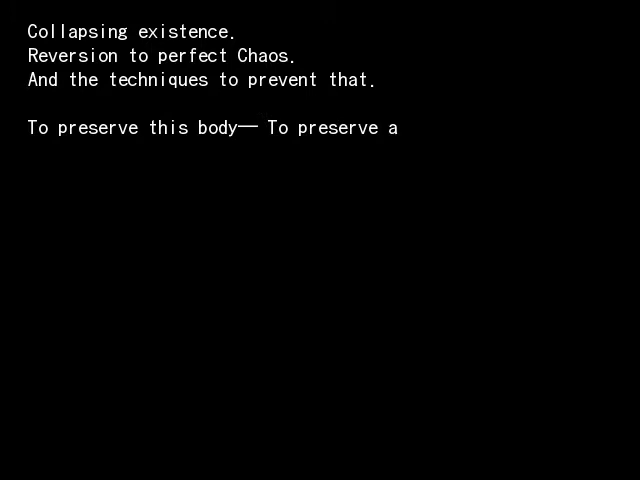 Collapsing existence.
Reversion to perfect Chaos.
And the techniques to prevent that.
To preserve this body── To preserve a